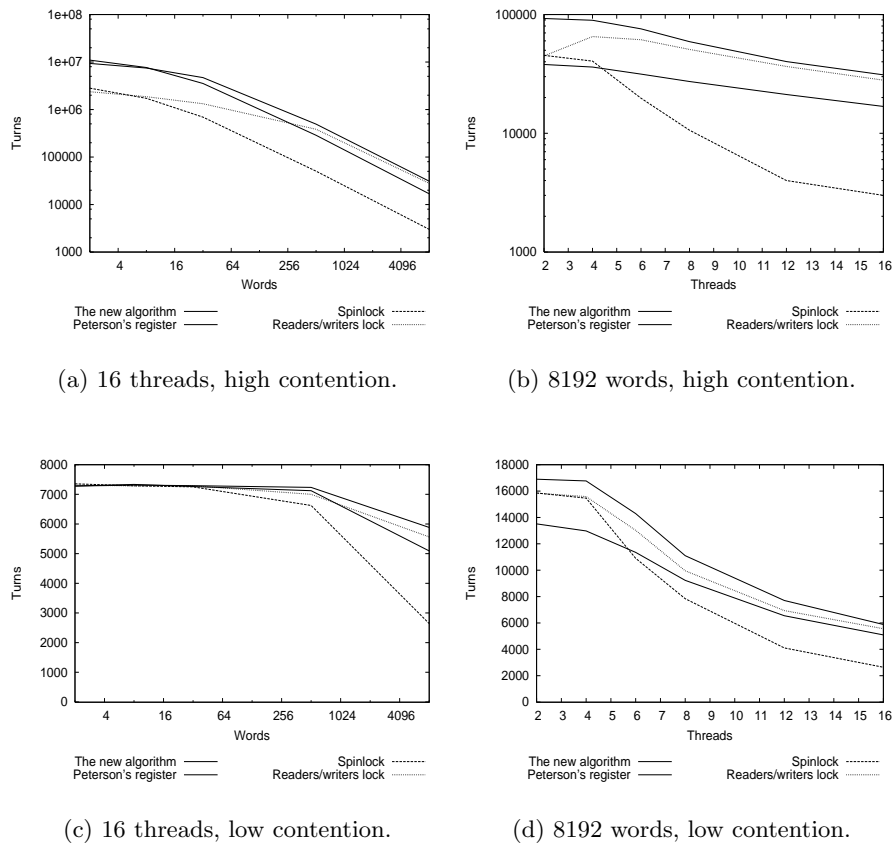 1e+08
1e+07
1e+06
100000
10000
1000
Turns
4 16 64 256 1024 4096
Words
The new algorithm
Peterson's register
Spinlock
Readers/writers lock
(a) 16 threads, high contention.
100000
10000
1000
Turns
2 3 4 5 6 7 8 9 10 11 12 13 14 15 16
Threads
The new algorithm
Peterson's register
Spinlock
Readers/writers lock
(b) 8192 words, high contention.
8000
7000
6000
5000
4000
3000
2000
1000
0
Turns
4 16 64 256 1024 4096
Words
The new algorithm
Peterson's register
Spinlock
Readers/writers lock
(c) 16 threads, low contention.
18000
16000
14000
12000
10000
8000
6000
4000
2000
0
Turns
2 3 4 5 6 7 8 9 10 11 12 13 14 15 16
Threads
The new algorithm
Peterson's register
Spinlock
Readers/writers lock
(d) 8192 words, low contention.